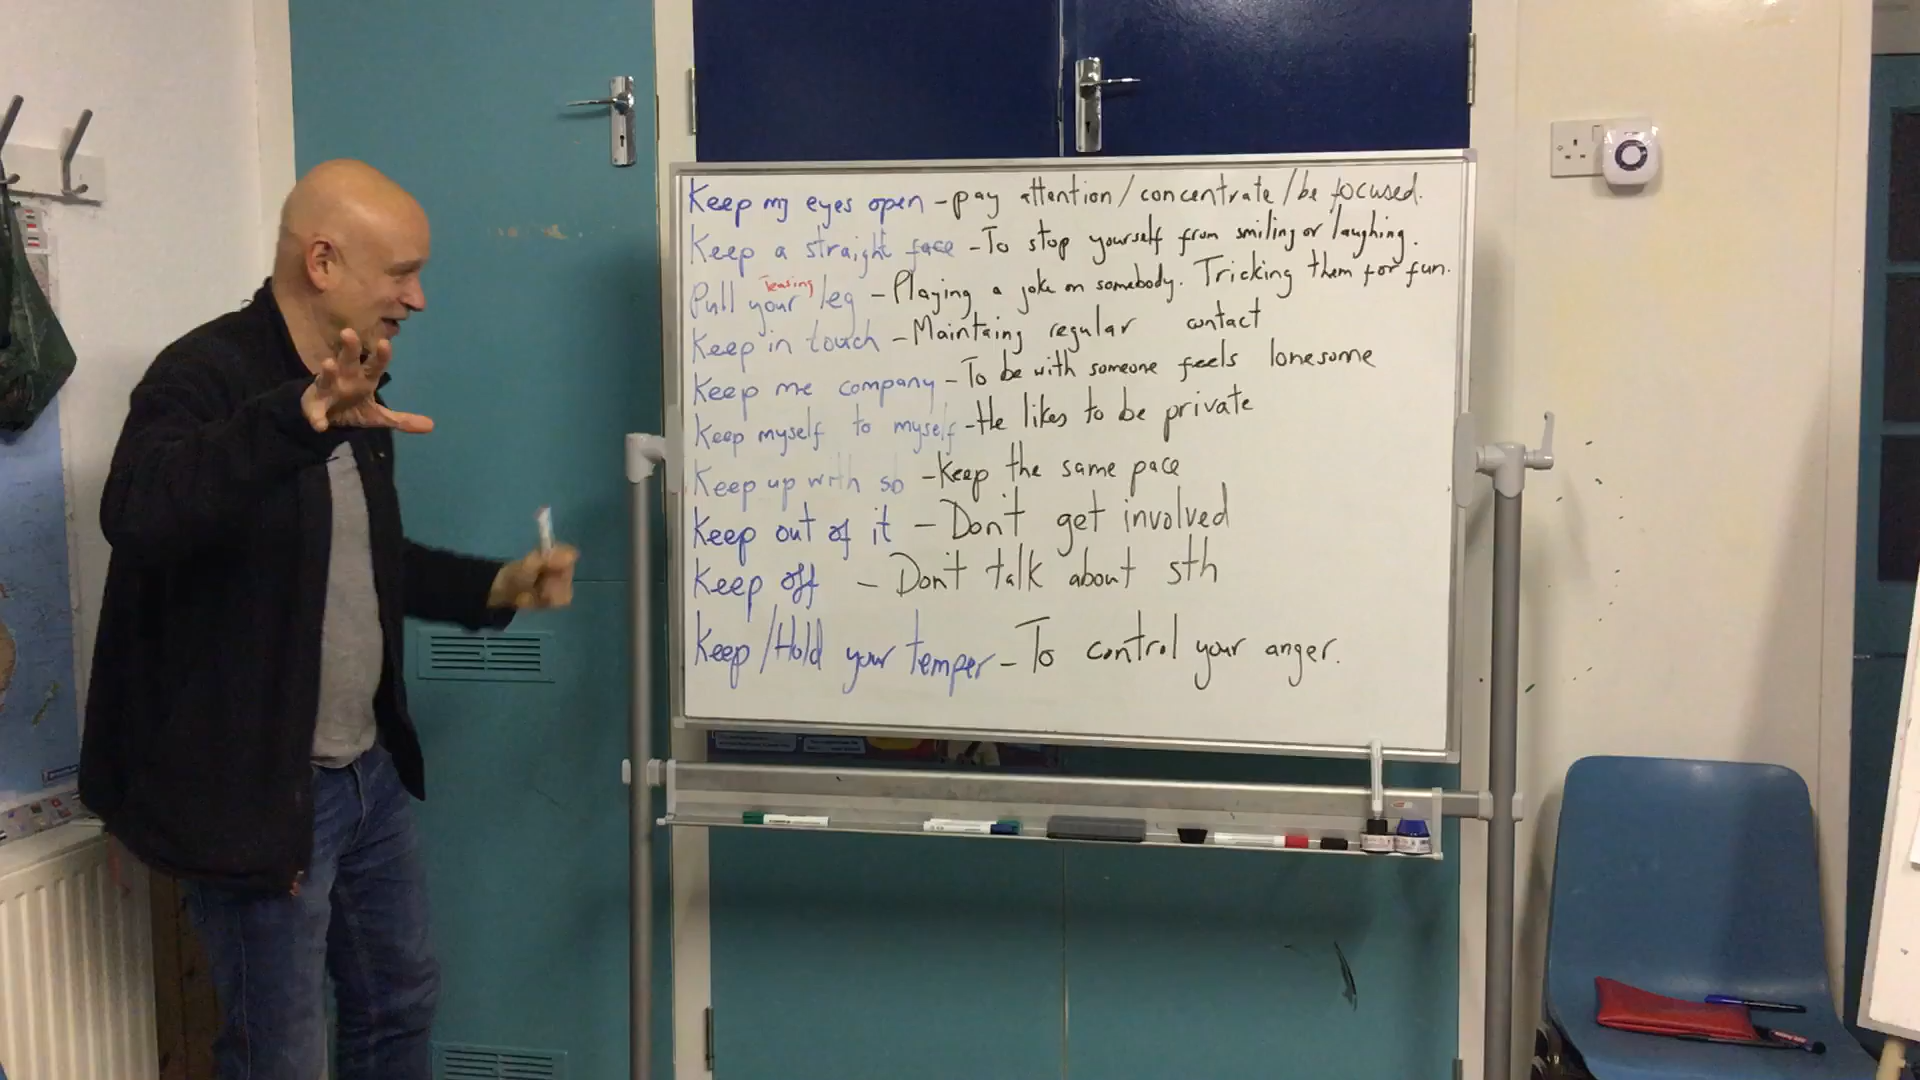 Keep my eyes open - pay attention/concentrate/be focused.
Keep a straight face - To stop yourself from smiling or laughing.
Teasing
Pull your leg - Playing a joke on somebody. Tricking them for fun.
Keep in touch - Maintaing regular contact
Keep me company - To be with someone feels lonesome
Keep myself to myself - He likes to be private
Keep up with sb - Keep the same pace
Keep out of it - Don't get involved
Keep off - Don't talk about sth
Keep/Hold your temper - To control your anger.